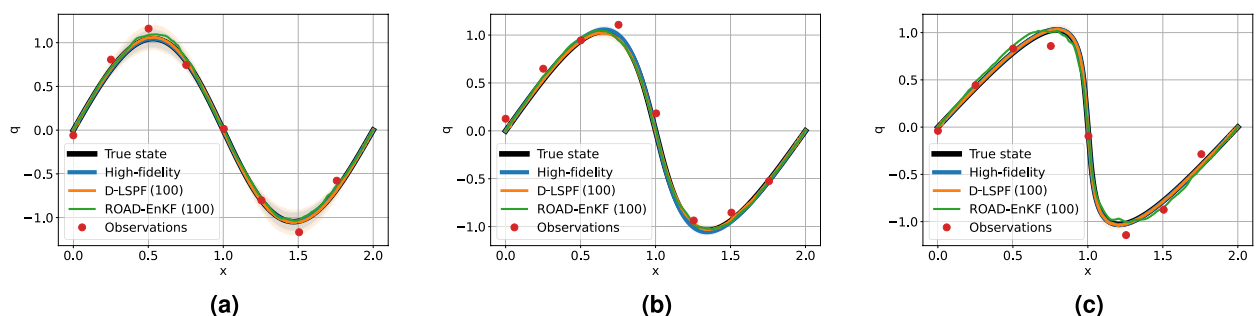 1.0
0.5
0.0
−0.5
−1.0
q
True state
High-fidelity
D-LSPF (100)
ROAD-EnKF (100)
Observations
0.0 0.5 1.0 1.5 2.0
x
(a)
1.0
0.5
0.0
−0.5
−1.0
q
True state
High-fidelity
D-LSPF (100)
ROAD-EnKF (100)
Observations
0.0 0.5 1.0 1.5 2.0
x
(b)
1.0
0.5
0.0
−0.5
−1.0
q
True state
High-fidelity
D-LSPF (100)
ROAD-EnKF (100)
Observations
0.0 0.5 1.0 1.5 2.0
x
(c)